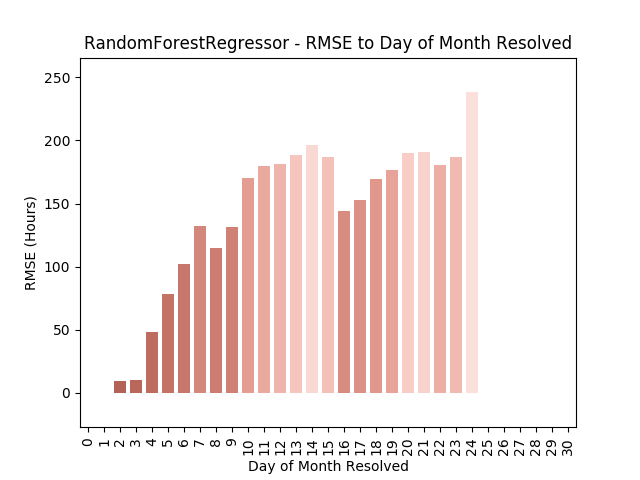 RandomForestRegressor - RMSE to Day of Month Resolved
250
200
150
100
50
0
RMSE (Hours)
0 1 2 3 4 5 6 7 8 9 10 11 12 13 14 15 16 17 18 19 20 21 22 23 24 25 26 27 28 29 30
Day of Month Resolved